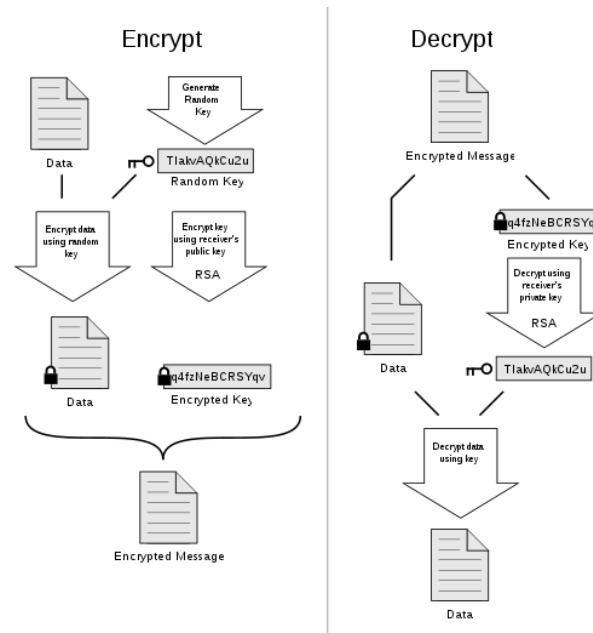 Encrypt
Generate
Random
Key
Data
TIakvAQkCu2u
Random Key
Encrypt data
using random
key
Encrypt key
using receiver's
public key
RSA
Data
q4fzNeBCRSYqv
Encrypted Key
Encrypted Message
Decrypt
Encrypted Message
q4fzNeBCRSYq
Encrypted Key
Decrypt using
receiver's
private key
RSA
Data
TIakvAQkCu2u
Decrypt data
using key
Data